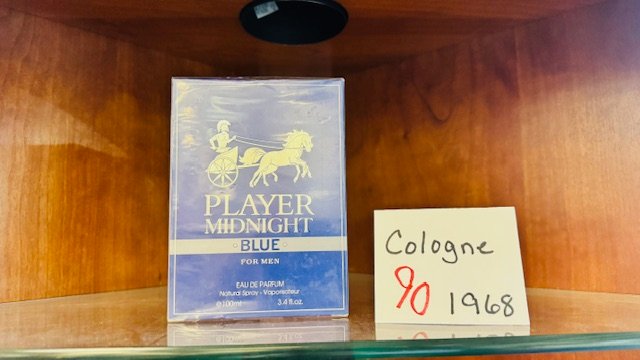 PLAYER
MIDNIGHT
· BLUE ·
FOR MEN
EAU DE PARFUM
Natural Spray - Vaporisateur
℮100ml 3.4 fl.oz.
Cologne
90 1968